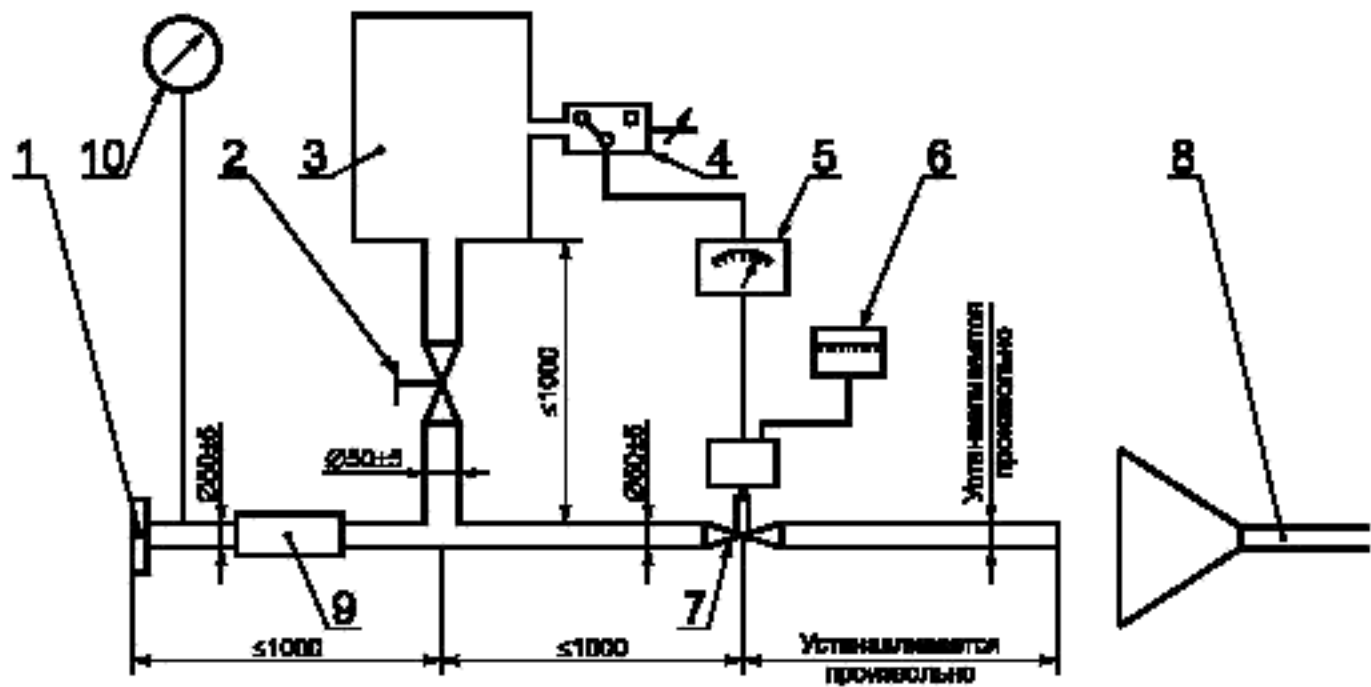 10
1
2
3
4
5
6
8
≤1000
Устанавливается
произвольно
Ø50±5
Ø50±5
Ø50±5
9
7
≤1000
≤1000
Устанавливается
произвольно